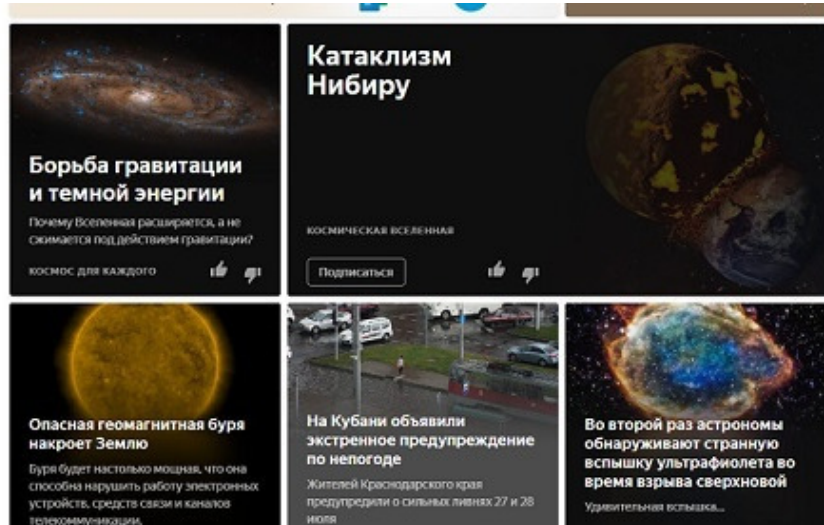 Борьба гравитации
и темной энергии
Почему Вселенная расширяется, а не
сжимается под действием гравитации?
КОСМОС ДЛЯ КАЖДОГО
Катаклизм
Нибиру
КОСМИЧЕСКАЯ ВСЕЛЕННАЯ
Подписаться
Опасная геомагнитная буря
накроет Землю
Буря будет настолько мощная, что она
способна нарушить работу электронных
устройств, средств связи и каналов
телекоммуникации.
На Кубани объявили
экстренное предупреждение
по непогоде
Жителей Краснодарского края
предупредили о сильных ливнях 27 и 28
июля
Во второй раз астрономы
обнаруживают странную
вспышку ультрафиолета во
время взрыва сверхновой
Удивительная вспышка...